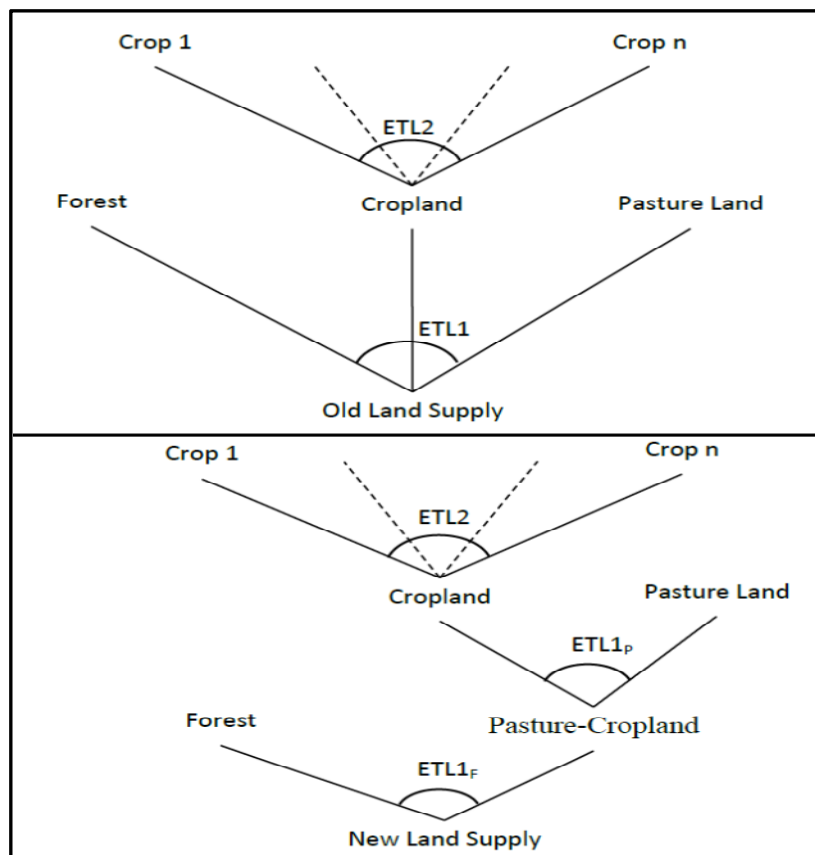 Crop 1
Crop n
ETL2
Forest
Cropland
Pasture Land
ETL1
Old Land Supply
Crop 1
Crop n
ETL2
Cropland
Pasture Land
ETL1P
Forest
Pasture-Cropland
ETL1F
New Land Supply